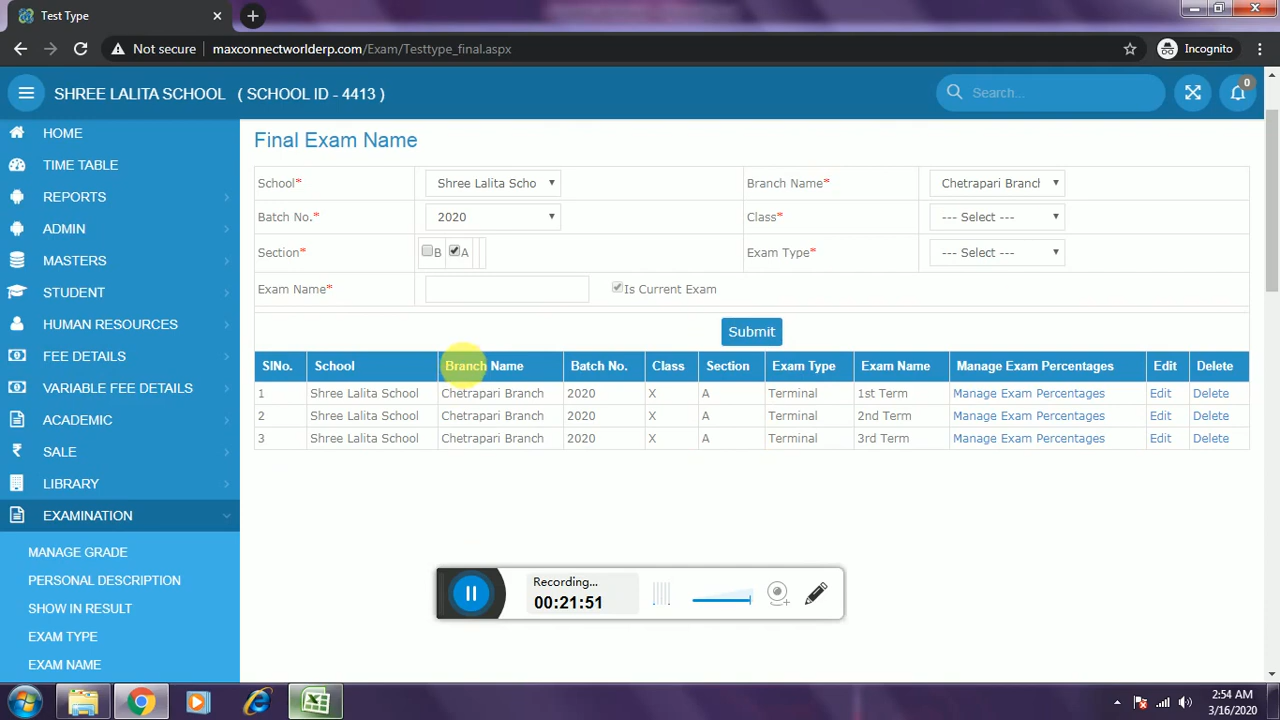 Test Type
Not secure maxconnectworlderp.com/Exam/Testtype_final.aspx Incognito
SHREE LALITA SCHOOL ( SCHOOL ID - 4413 ) Search... 0
HOME
TIME TABLE
REPORTS
ADMIN
MASTERS
STUDENT
HUMAN RESOURCES
FEE DETAILS
VARIABLE FEE DETAILS
ACADEMIC
SALE
LIBRARY
EXAMINATION
MANAGE GRADE
PERSONAL DESCRIPTION
SHOW IN RESULT
EXAM TYPE
EXAM NAME
Final Exam Name
School* Shree Lalita Scho Branch Name* Chetrapari Branch
Batch No.* 2020 Class* --- Select ---
Section* B A Exam Type* --- Select ---
Exam Name* Is Current Exam
Submit
SlNo. School Branch Name Batch No. Class Section Exam Type Exam Name Manage Exam Percentages Edit Delete
1 Shree Lalita School Chetrapari Branch 2020 X A Terminal 1st Term Manage Exam Percentages Edit Delete
2 Shree Lalita School Chetrapari Branch 2020 X A Terminal 2nd Term Manage Exam Percentages Edit Delete
3 Shree Lalita School Chetrapari Branch 2020 X A Terminal 3rd Term Manage Exam Percentages Edit Delete
Recording...
00:21:51
2:54 AM
3/16/2020